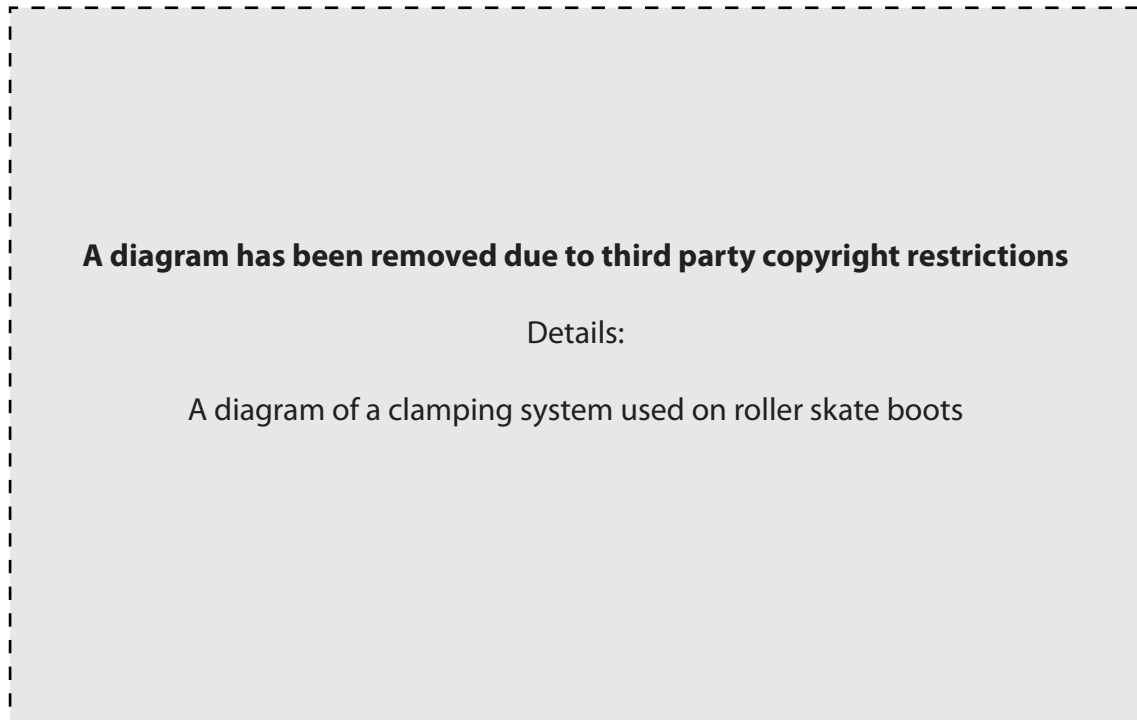 A diagram has been removed due to third party copyright restrictions
Details:
A diagram of a clamping system used on roller skate boots